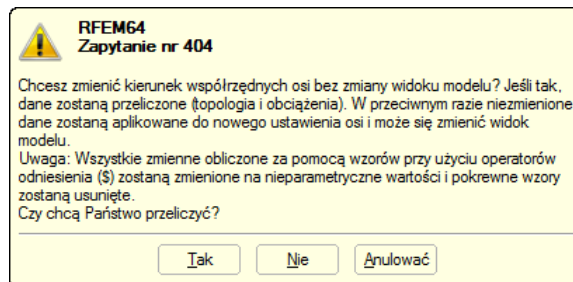 RFEM64
Zapytanie nr 404
Chcesz zmienić kierunek współrzędnych osi bez zmiany widoku modelu? Jeśli tak,
dane zostaną przeliczone (topologia i obciążenia). W przeciwnym razie niezmienione
dane zostaną aplikowane do nowego ustawienia osi i może się zmienić widok
modelu.
Uwaga: Wszystkie zmienne obliczone za pomocą wzorów przy użyciu operatorów
odniesienia ($) zostaną zmienione na nieparametryczne wartości i pokrewne wzory
zostaną usunięte.
Czy chcą Państwo przeliczyć?
Tak Nie Anulować